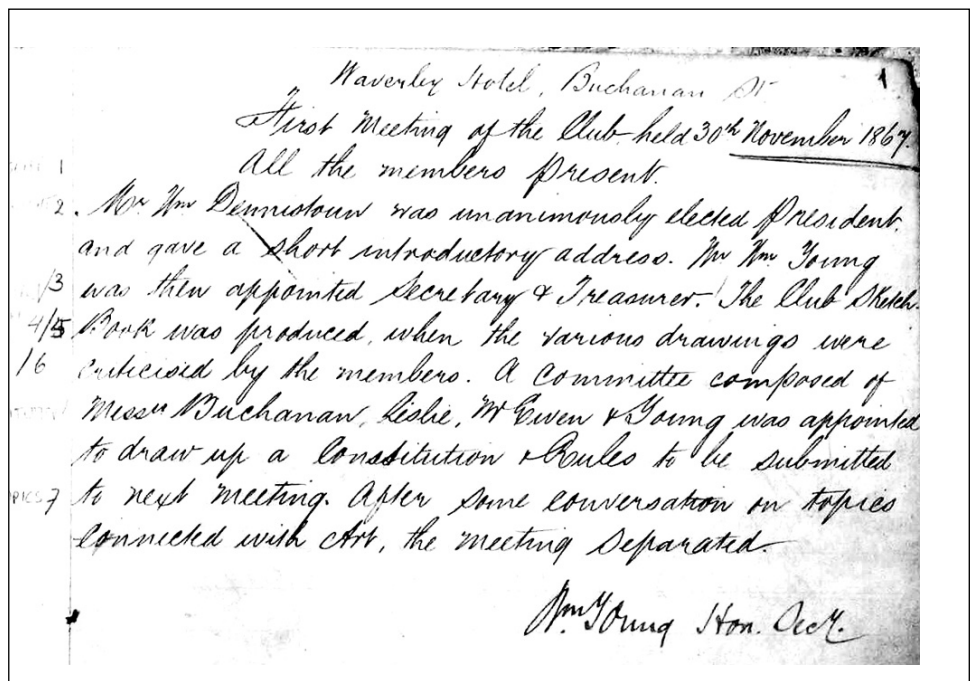 1
Waverley Hotel, Buchanan St
First Meeting of the Club held 30th November 1867.
1
All the members Present.
2. Mr Wm Dennistoun was unanimously elected President,
and gave a short introductory address. Mr Wm Young
/3 was then appointed Secretary & Treasurer. The Club Sketch
4/5 Book was produced, when the various drawings were
/6 criticised by the members. A Committee composed of
Messrs Buchanan, Leslie, McEwen & Young was appointed
to draw up a Constitution & Rules to be submitted
7 to next meeting. After some conversation on topics
connected with Art, the meeting separated.
Wm. Young Hon. Secy.